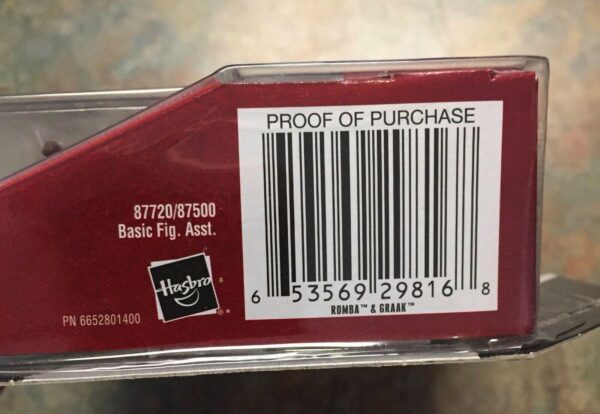 PROOF OF PURCHASE
87720/87500
Basic Fig. Asst.
Hasbro ®
®*
PN 6652801400
6 53569 29816 8
ROMBA™ & GRAAK™